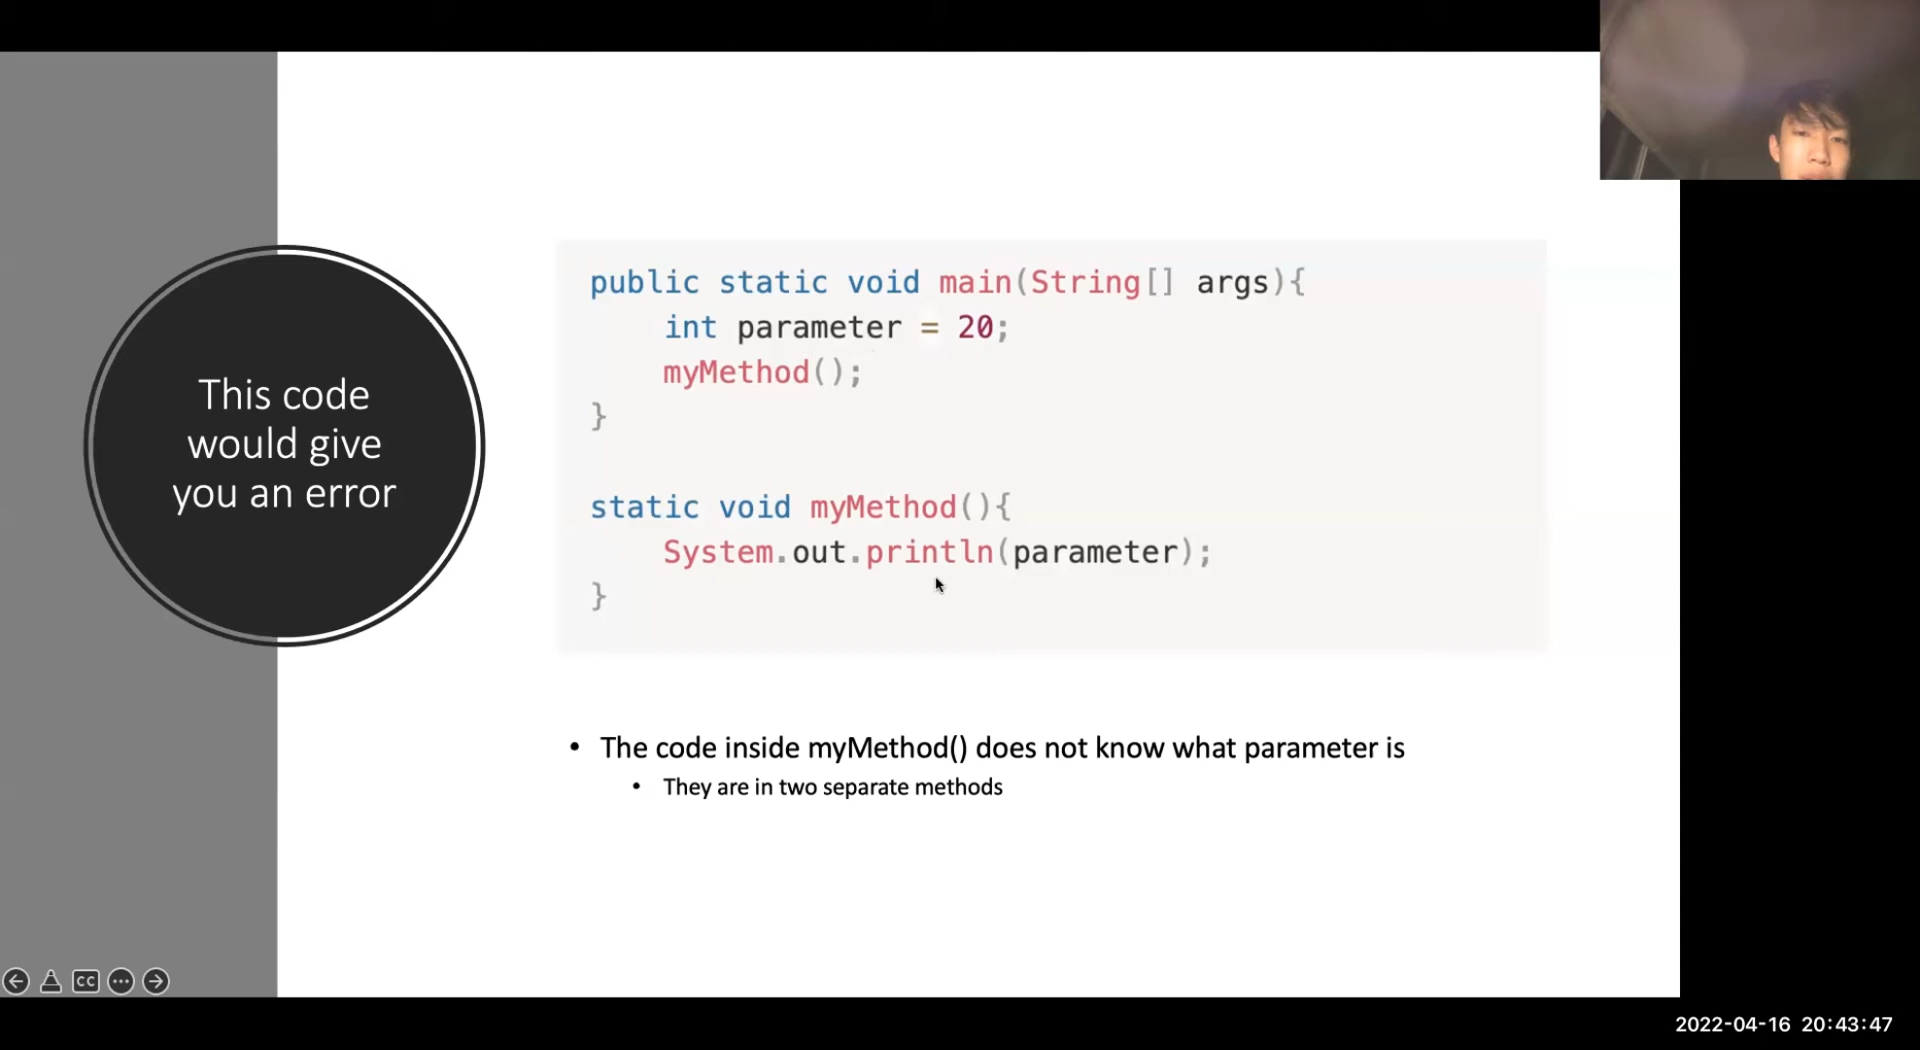 This code
would give
you an error
public static void main(String[] args){
int parameter = 20;
myMethod();
}
static void myMethod(){
System.out.println(parameter);
}
• The code inside myMethod() does not know what parameter is
• They are in two separate methods
CC
2022-04-16 20:43:47